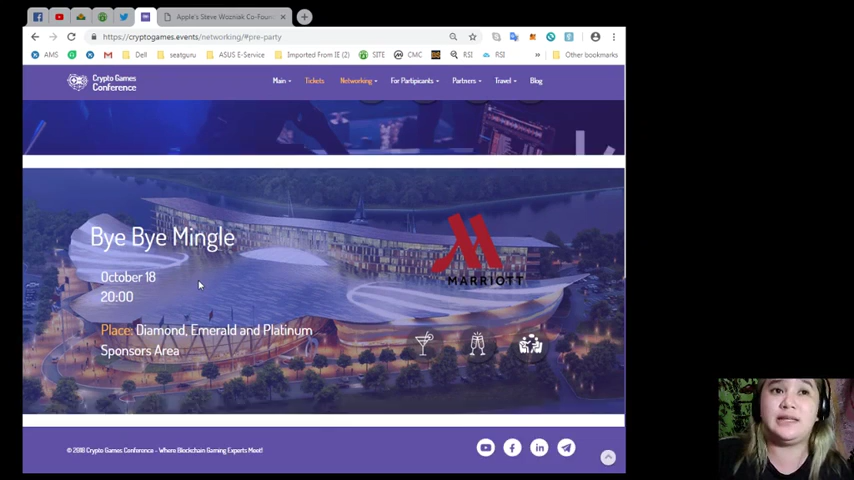 Apple's Steve Wozniak Co-Foun
https://cryptogames.events/networking/#pre-party
AMS
Dell
seatguru
ASUS E-Service
Imported From IE (2)
SITE
CMC
RSI
RSI
Other bookmarks
Crypto Games
Conference
Main
Tickets
Networking
For Partipicants
Partners
Travel
Blog
Bye Bye Mingle
October 18
20:00
Place: Diamond, Emerald and Platinum
Sponsors Area
MARRIOTT
© 2018 Crypto Games Conference - Where Blockchain Gaming Experts Meet!